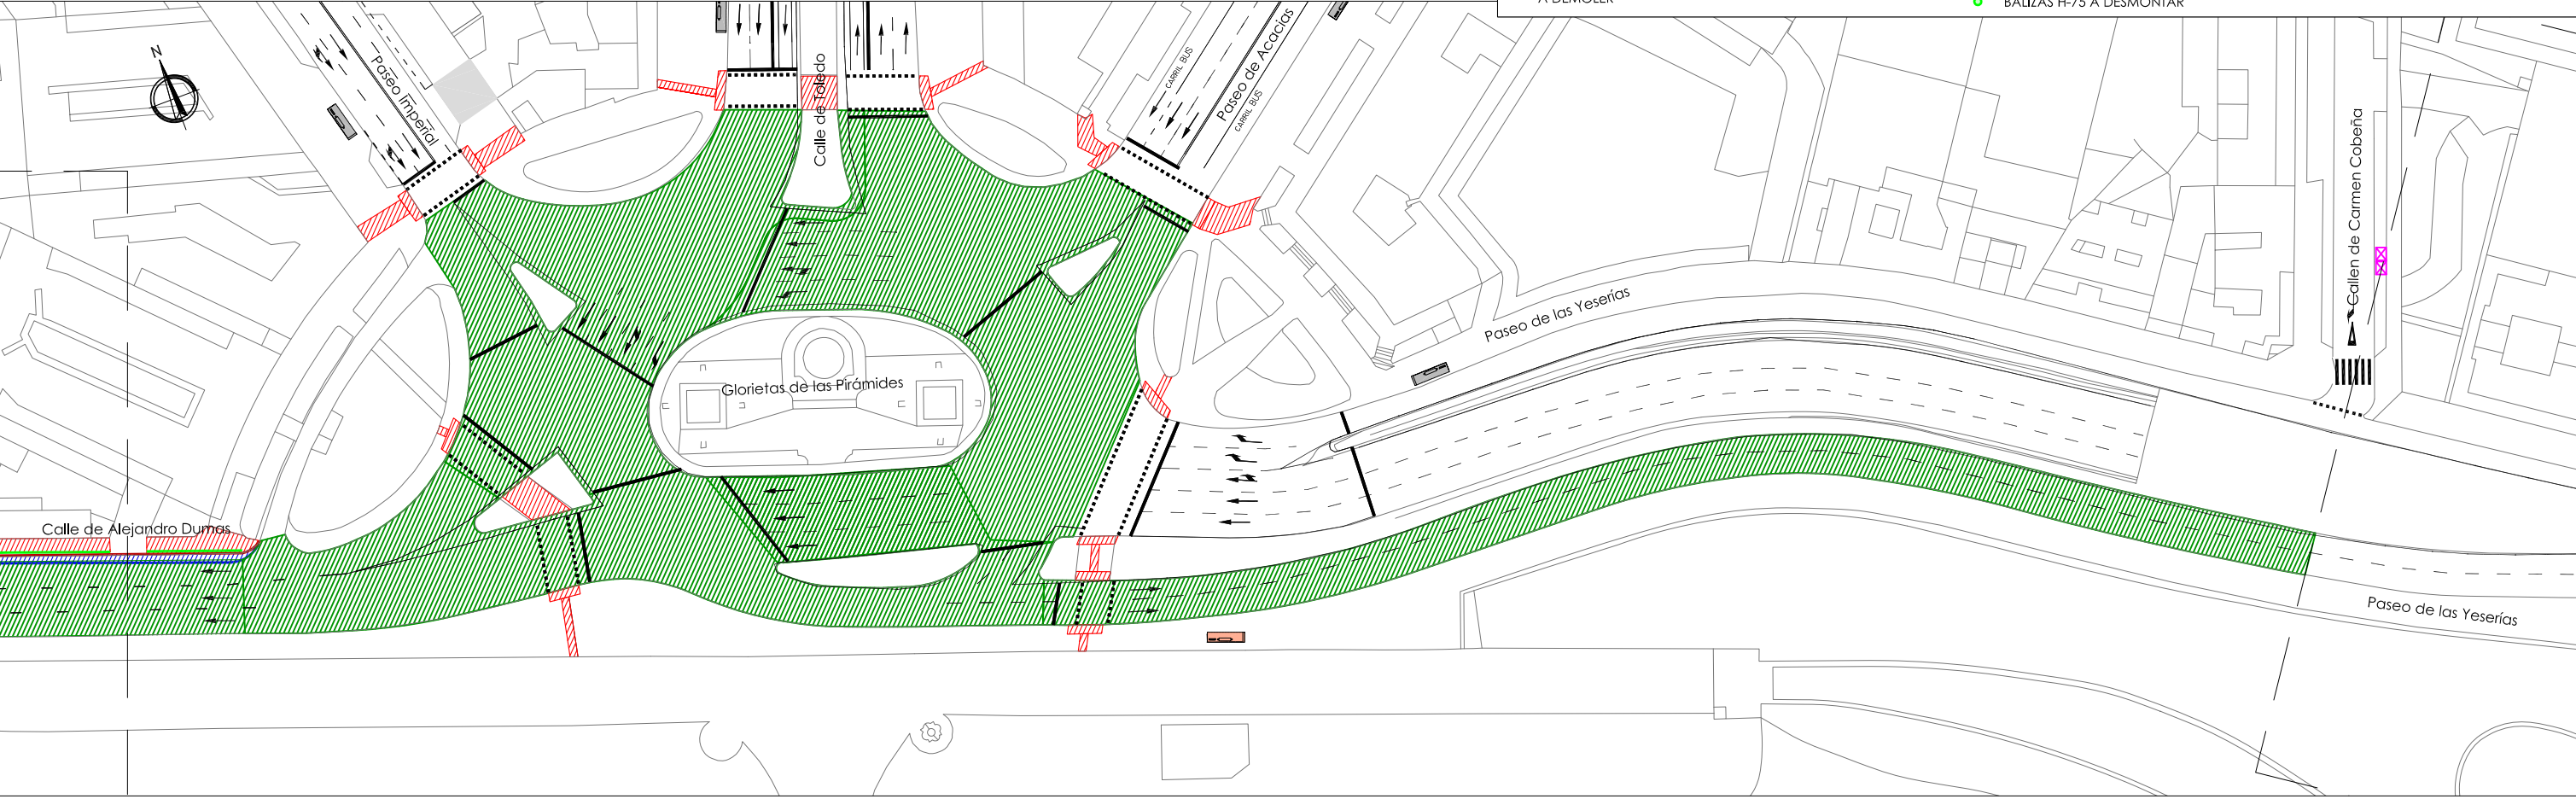 A DEMOLER
BALIZAS H-75 A DESMONTAR
N
Paseo Imperial
Calle de Toledo
CARRIL BUS
Paseo de Acacias
CARRIL BUS
Callen de Carmen Cobeña
Paseo de las Yeserías
Glorietas de las Pirámides
Calle de Alejandro Dumas
Paseo de las Yeserías